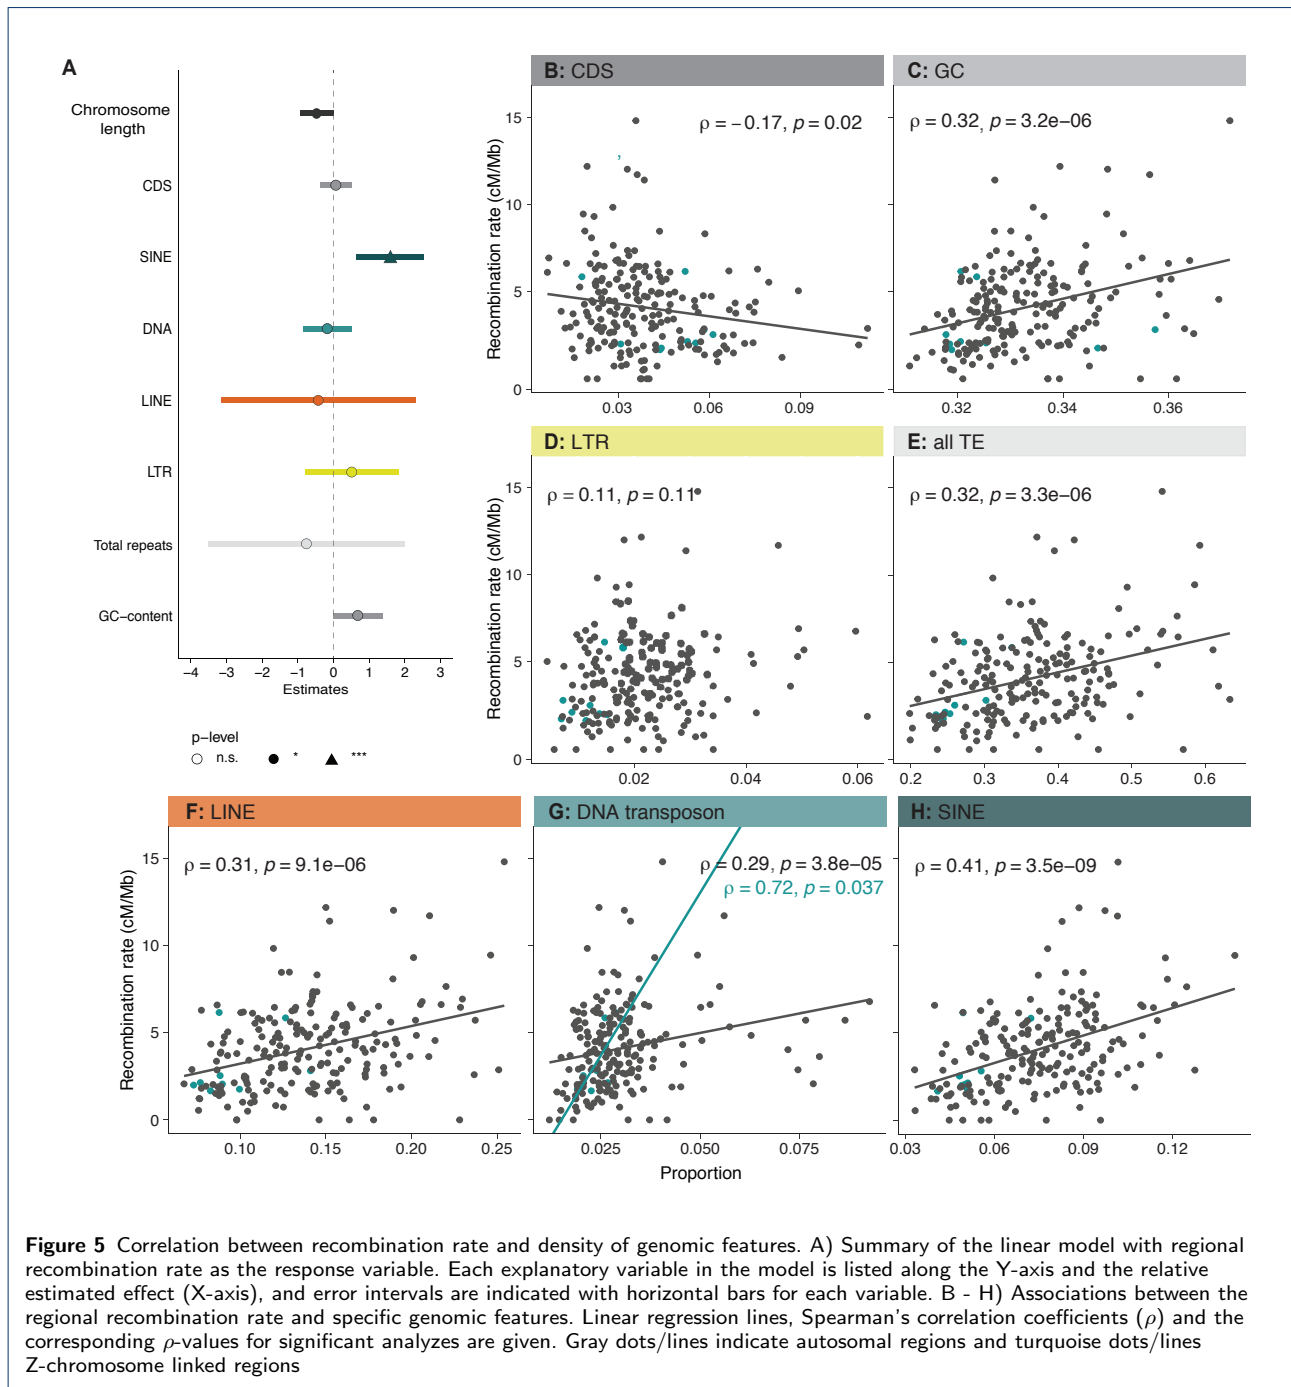 A
Chromosome
length
CDS
SINE
DNA
LINE
LTR
Total repeats
GC−content
−4 −3 −2 −1 0 1 2 3
Estimates
p−level
n.s. * ***
B: CDS
Recombination rate (cM/Mb)
15
10
5
0
ρ = −0.17, p = 0.02
0.03 0.06 0.09
C: GC
ρ = 0.32, p = 3.2e−06
0.32 0.34 0.36
D: LTR
Recombination rate (cM/Mb)
15
10
5
0
ρ = 0.11, p = 0.11
0.02 0.04 0.06
E: all TE
ρ = 0.32, p = 3.3e−06
0.2 0.3 0.4 0.5 0.6
F: LINE
Recombination rate (cM/Mb)
15
10
5
0
ρ = 0.31, p = 9.1e−06
0.10 0.15 0.20 0.25
G: DNA transposon
ρ = 0.29, p = 3.8e−05
ρ = 0.72, p = 0.037
0.025 0.050 0.075
Proportion
H: SINE
ρ = 0.41, p = 3.5e−09
0.03 0.06 0.09 0.12
Figure 5 Correlation between recombination rate and density of genomic features. A) Summary of the linear model with regional
recombination rate as the response variable. Each explanatory variable in the model is listed along the Y-axis and the relative
estimated effect (X-axis), and error intervals are indicated with horizontal bars for each variable. B - H) Associations between the
regional recombination rate and specific genomic features. Linear regression lines, Spearman's correlation coefficients (ρ) and the
corresponding ρ-values for significant analyzes are given. Gray dots/lines indicate autosomal regions and turquoise dots/lines
Z-chromosome linked regions